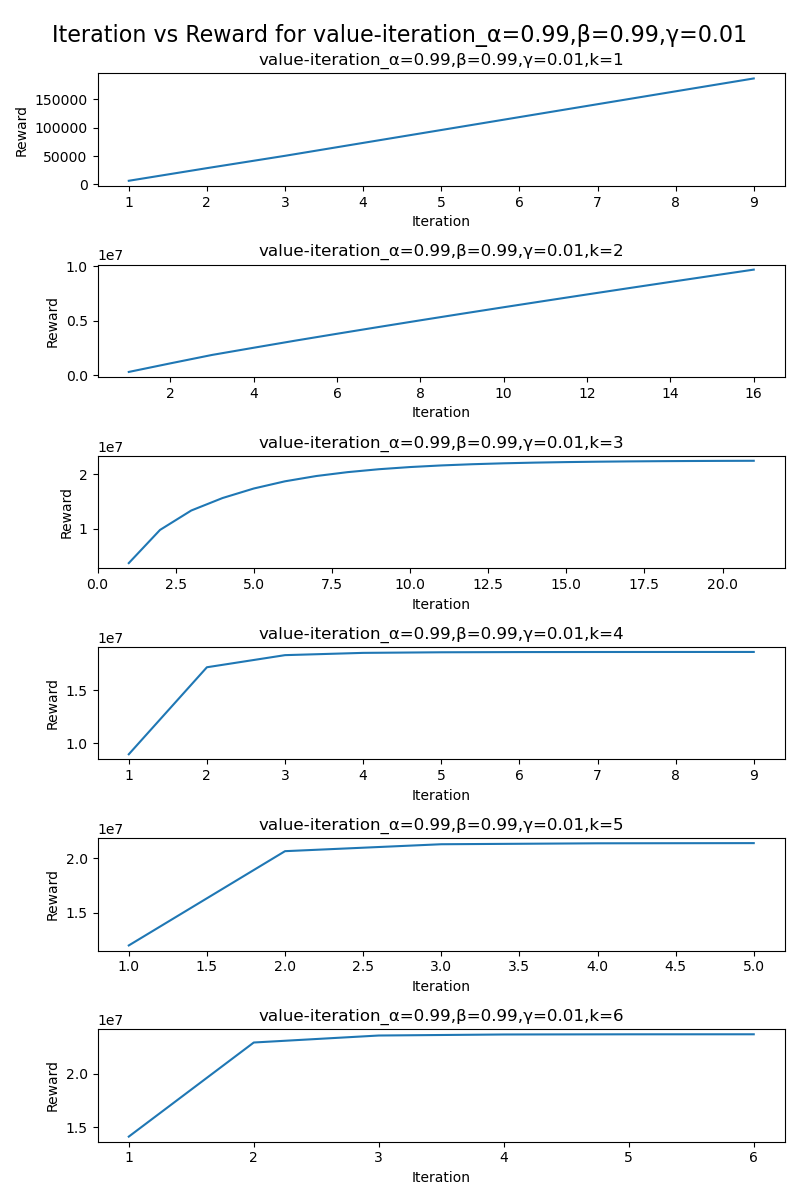 Iteration vs Reward for value-iteration_α=0.99,β=0.99,γ=0.01
value-iteration_α=0.99,β=0.99,γ=0.01,k=1
150000
100000
50000
0
Reward
1 2 3 4 5 6 7 8 9
Iteration
value-iteration_α=0.99,β=0.99,γ=0.01,k=2
1e7
1.0
0.5
0.0
Reward
2 4 6 8 10 12 14 16
Iteration
value-iteration_α=0.99,β=0.99,γ=0.01,k=3
1e7
2
1
Reward
0.0 2.5 5.0 7.5 10.0 12.5 15.0 17.5 20.0
Iteration
value-iteration_α=0.99,β=0.99,γ=0.01,k=4
1e7
1.5
1.0
Reward
1 2 3 4 5 6 7 8 9
Iteration
value-iteration_α=0.99,β=0.99,γ=0.01,k=5
1e7
2.0
1.5
Reward
1.0 1.5 2.0 2.5 3.0 3.5 4.0 4.5 5.0
Iteration
value-iteration_α=0.99,β=0.99,γ=0.01,k=6
1e7
2.0
1.5
Reward
1 2 3 4 5 6
Iteration